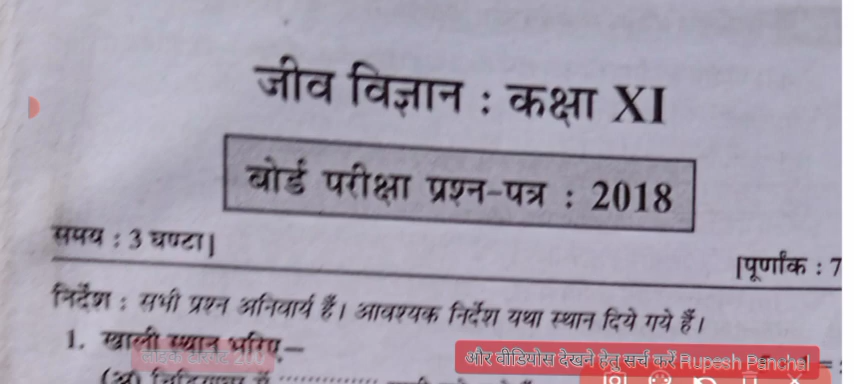 जीव विज्ञान : कक्षा XI
बोर्ड परीक्षा प्रश्न-पत्र : 2018
समय : 3 घण्टा]
[पूर्णांक : 7
निर्देश : सभी प्रश्न अनिवार्य हैं। आवश्यक निर्देश यथा स्थान दिये गये हैं।
1. खाली स्थान भरिए–
और वीडियोस देखने हेतू सर्च करें Rupesh Panchal
(अ)